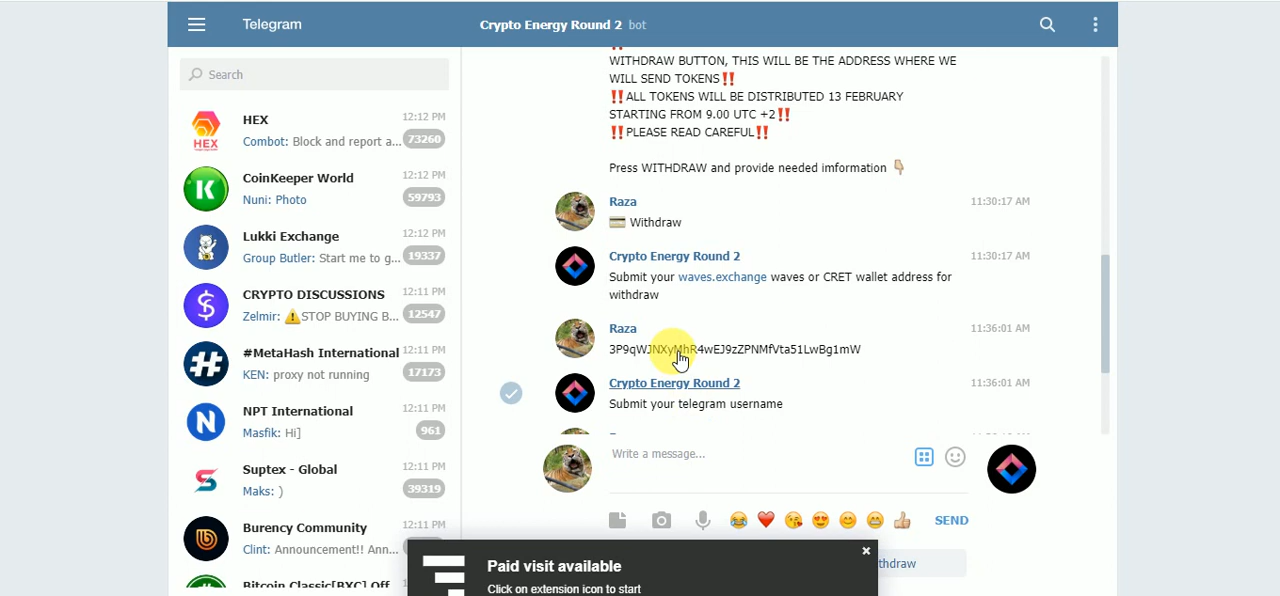 Telegram
Crypto Energy Round 2 bot
Search
HEX 12:12 PM
Combot: Block and report a... 73260
HEX
CoinKeeper World 12:12 PM
Nuni: Photo 59793
Lukki Exchange 12:12 PM
Group Butler: Start me to g... 19337
CRYPTO DISCUSSIONS 12:11 PM
Zelmir: ⚠STOP BUYING B... 12547
#MetaHash International 12:11 PM
KEN: proxy not running 17173
NPT International 12:11 PM
Masfik: Hi] 961
Suptex - Global 12:11 PM
Maks: ) 39319
Burency Community 12:11 PM
Clint: Announcement!! Ann...
Bitcoin Classic[BXC] Off
‼
WITHDRAW BUTTON, THIS WILL BE THE ADDRESS WHERE WE
WILL SEND TOKENS‼
‼ALL TOKENS WILL BE DISTRIBUTED 13 FEBRUARY
STARTING FROM 9.00 UTC +2‼
‼PLEASE READ CAREFUL‼
Press WITHDRAW and provide needed imformation 👇
Raza 11:30:17 AM
💳 Withdraw
Crypto Energy Round 2 11:30:17 AM
Submit your waves.exchange waves or CRET wallet address for
withdraw
Raza 11:36:01 AM
3P9qWJNXyMhR4wEJ9zZPNMfVta51LwBg1mW
Crypto Energy Round 2 11:36:01 AM
Submit your telegram username
Write a message...
SEND
thdraw
Paid visit available
Click on extension icon to start